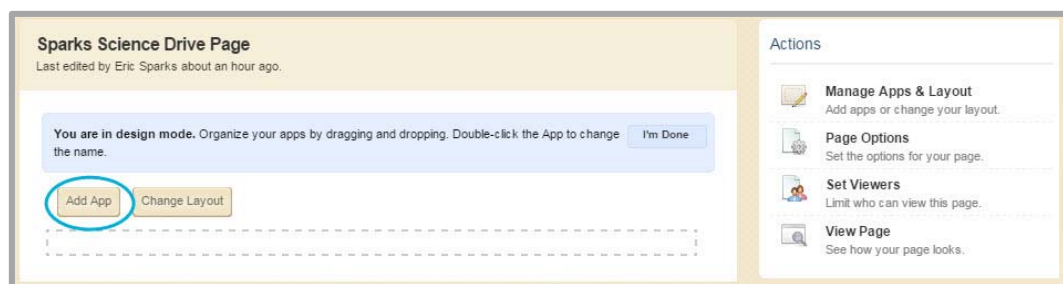 Sparks Science Drive Page
Last edited by Eric Sparks about an hour ago.
You are in design mode. Organize your apps by dragging and dropping. Double-click the App to change
the name.
I'm Done
Add App
Change Layout
Actions
Manage Apps & Layout
Add apps or change your layout.
Page Options
Set the options for your page.
Set Viewers
Limit who can view this page.
View Page
See how your page looks.